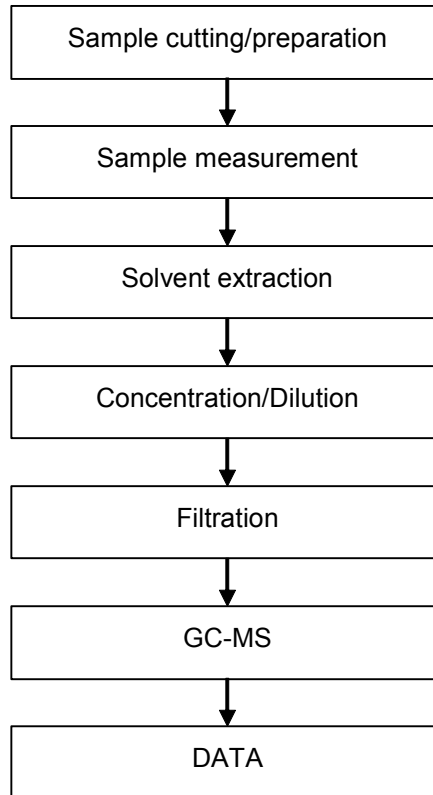 Sample cutting/preparation
Sample measurement
Solvent extraction
Concentration/Dilution
Filtration
GC-MS
DATA